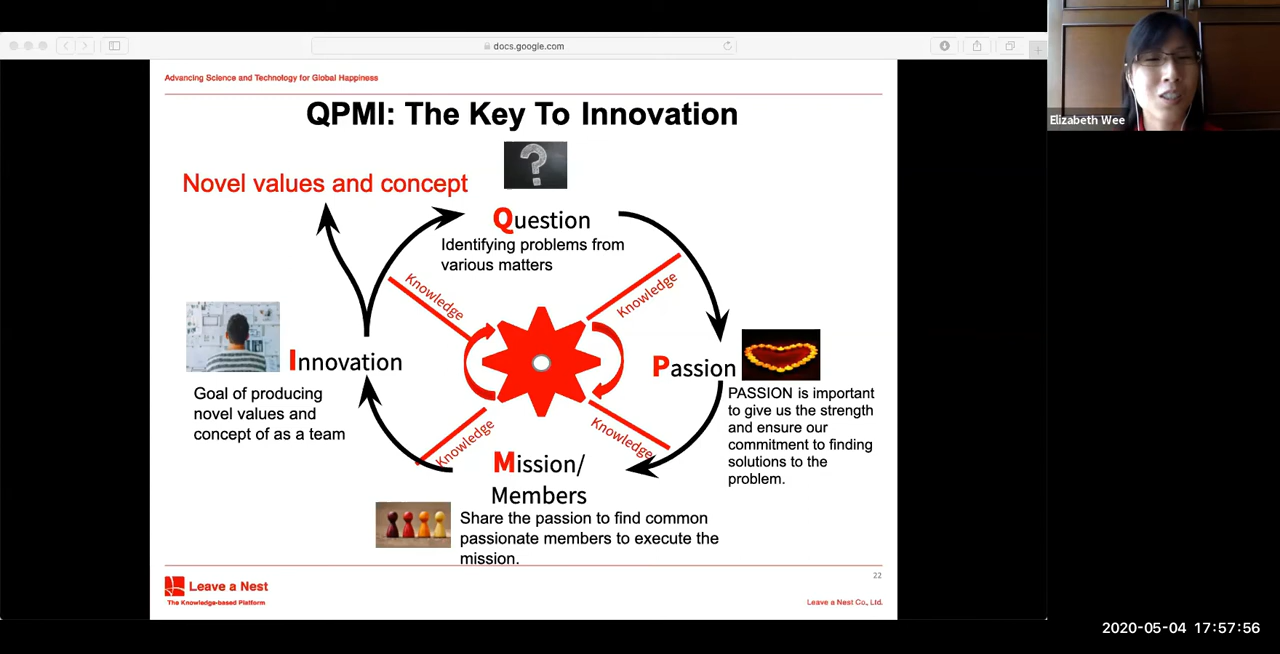 docs.google.com
Advancing Science and Technology for Global Happiness
QPMI: The Key To Innovation
Elizabeth Wee
Novel values and concept
Question
Identifying problems from
various matters
Knowledge
Knowledge
Innovation
Goal of producing
novel values and
concept of as a team
Passion
PASSION is important
to give us the strength
and ensure our
commitment to finding
solutions to the
problem.
Knowledge
Knowledge
Mission/
Members
Share the passion to find common
passionate members to execute the
mission.
22
Leave a Nest
The Knowledge-based Platform
Leave a Nest Co., Ltd.
2020-05-04 17:57:56